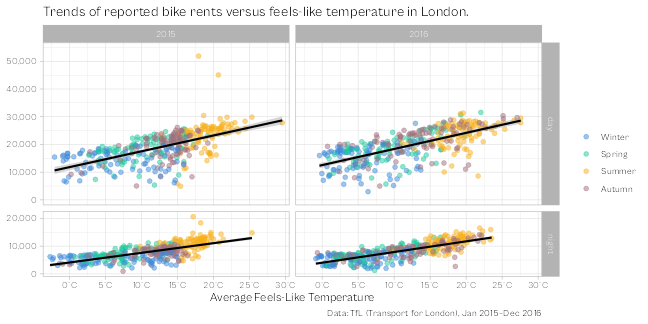 Trends of reported bike rents versus feels-like temperature in London.
2015
2016
50,000
40,000
30,000
20,000
10,000
0
day
20,000
10,000
0
night
0°C 5°C 10°C 15°C 20°C 25°C 30°C
0°C 5°C 10°C 15°C 20°C 25°C 30°C
Average Feels-Like Temperature
Winter
Spring
Summer
Autumn
Data: TfL (Transport for London), Jan 2015–Dec 2016